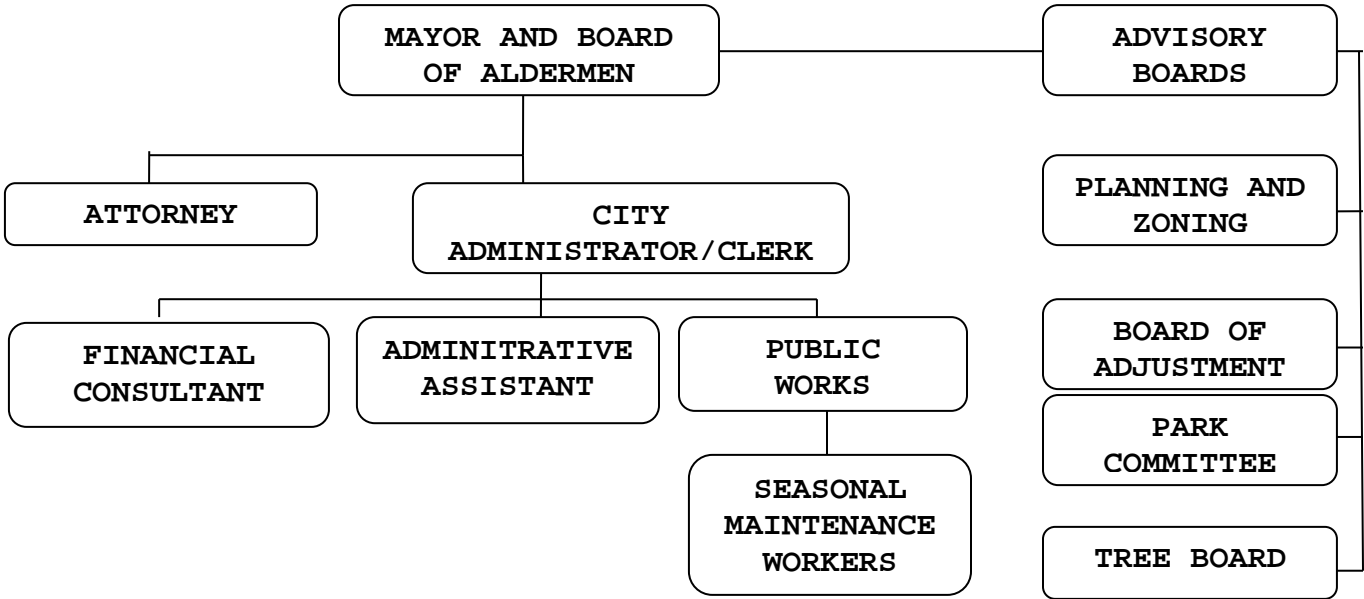 MAYOR AND BOARD
OF ALDERMEN
ADVISORY
BOARDS
ATTORNEY
CITY
ADMINISTRATOR/CLERK
PLANNING AND
ZONING
FINANCIAL
CONSULTANT
ADMINITRATIVE
ASSISTANT
PUBLIC
WORKS
BOARD OF
ADJUSTMENT
PARK
COMMITTEE
SEASONAL
MAINTENANCE
WORKERS
TREE BOARD